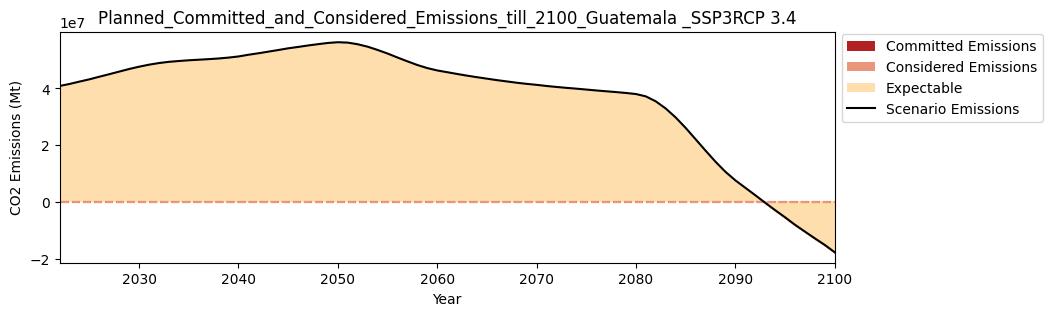 Planned_Committed_and_Considered_Emissions_till_2100_Guatemala _SSP3RCP 3.4
1e7
4
2
0
−2
CO2 Emissions (Mt)
2030 2040 2050 2060 2070 2080 2090 2100
Year
Committed Emissions
Considered Emissions
Expectable
Scenario Emissions